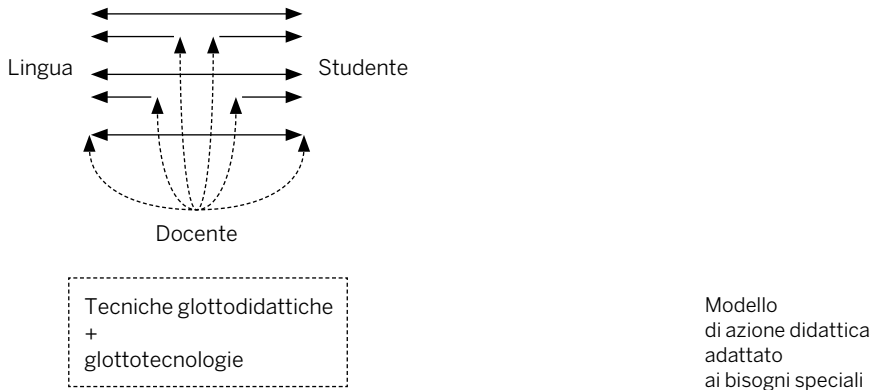 Lingua
Studente
Docente
Tecniche glottodidattiche
+
glottotecnologie
Modello
di azione didattica
adattato
ai bisogni speciali